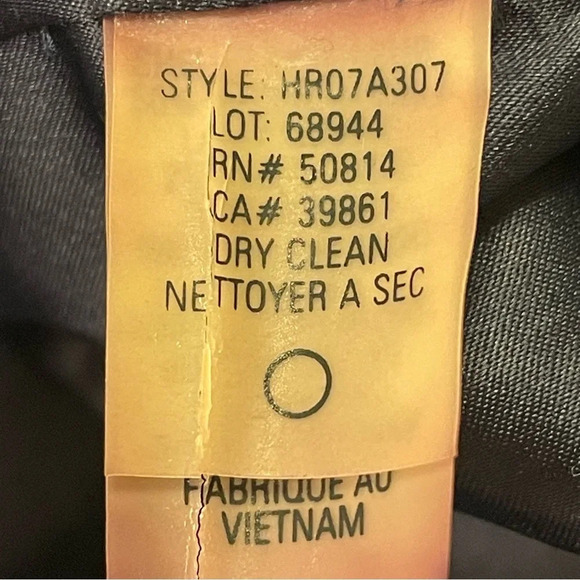 STYLE: HR07A307
LOT: 68944
RN# 50814
CA# 39861
DRY CLEAN
NETTOYER A SEC
FABRIQUE AU
VIETNAM